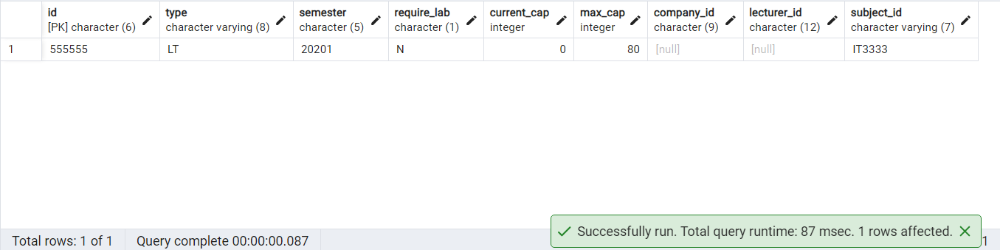 id type semester require_lab current_cap max_cap company_id lecturer_id subject_id
[PK] character (6) character varying (8) character (5) character (1) integer integer character (9) character (12) character varying (7)
1 555555 LT 20201 N 0 80 [null] [null] IT3333
Successfully run. Total query runtime: 87 msec. 1 rows affected.
Total rows: 1 of 1 Query complete 00:00:00.087 1